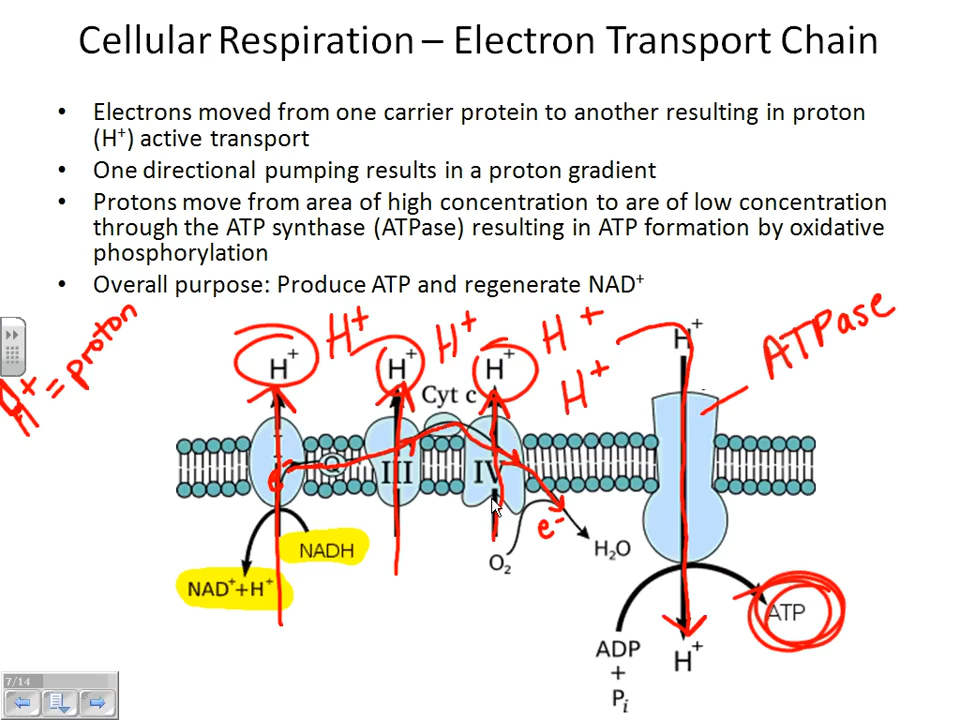 Cellular Respiration – Electron Transport Chain
• Electrons moved from one carrier protein to another resulting in proton
(H⁺) active transport
• One directional pumping results in a proton gradient
• Protons move from area of high concentration to are of low concentration
through the ATP synthase (ATPase) resulting in ATP formation by oxidative
phosphorylation
• Overall purpose: Produce ATP and regenerate NAD⁺
H⁺ = proton
H⁺ H⁺ H⁺ H⁺ H⁺ H⁺ H⁺
H⁺
ATPase
Cyt c
I Q III IV
NADH
NAD⁺+H⁺
O₂
e-
H₂O
ATP
ADP
+
Pi
H⁺
7/14